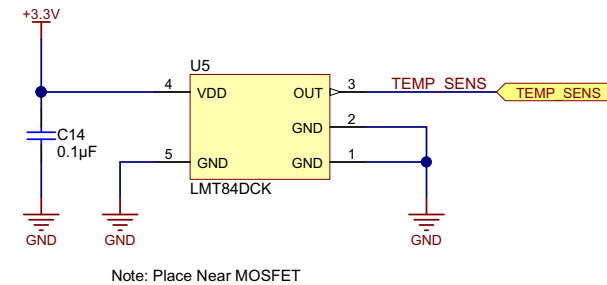 +3.3V
U5
4 VDD OUT 3 TEMP_SENS TEMP_SENS
GND 2
C14
0.1µF
5 GND GND 1
LMT84DCK
GND GND GND
Note: Place Near MOSFET